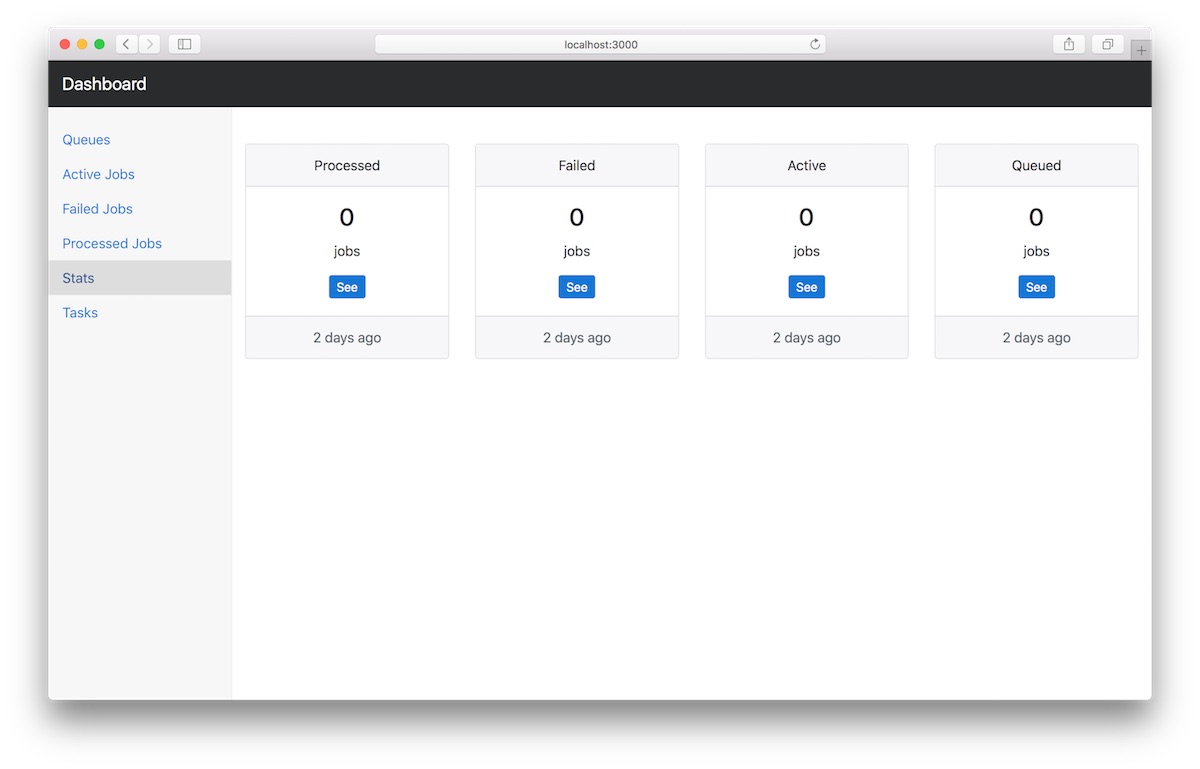 localhost:3000
Dashboard
Queues
Active Jobs
Failed Jobs
Processed Jobs
Stats
Tasks
Processed
0
jobs
See
2 days ago
Failed
0
jobs
See
2 days ago
Active
0
jobs
See
2 days ago
Queued
0
jobs
See
2 days ago